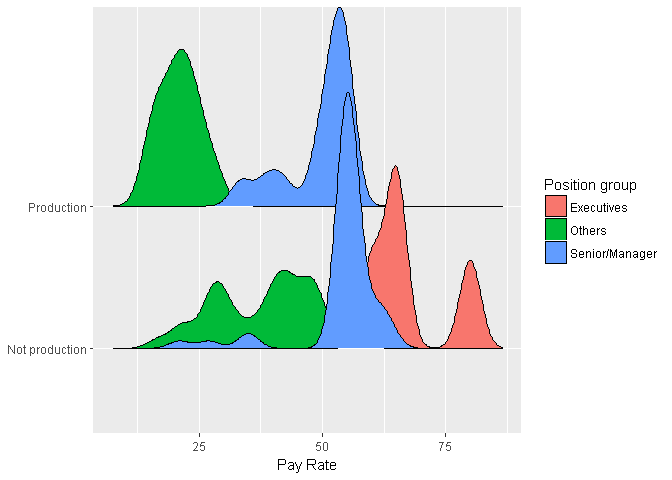 Production
Not production
25 50 75
Pay Rate
Position group
Executives
Others
Senior/Manager